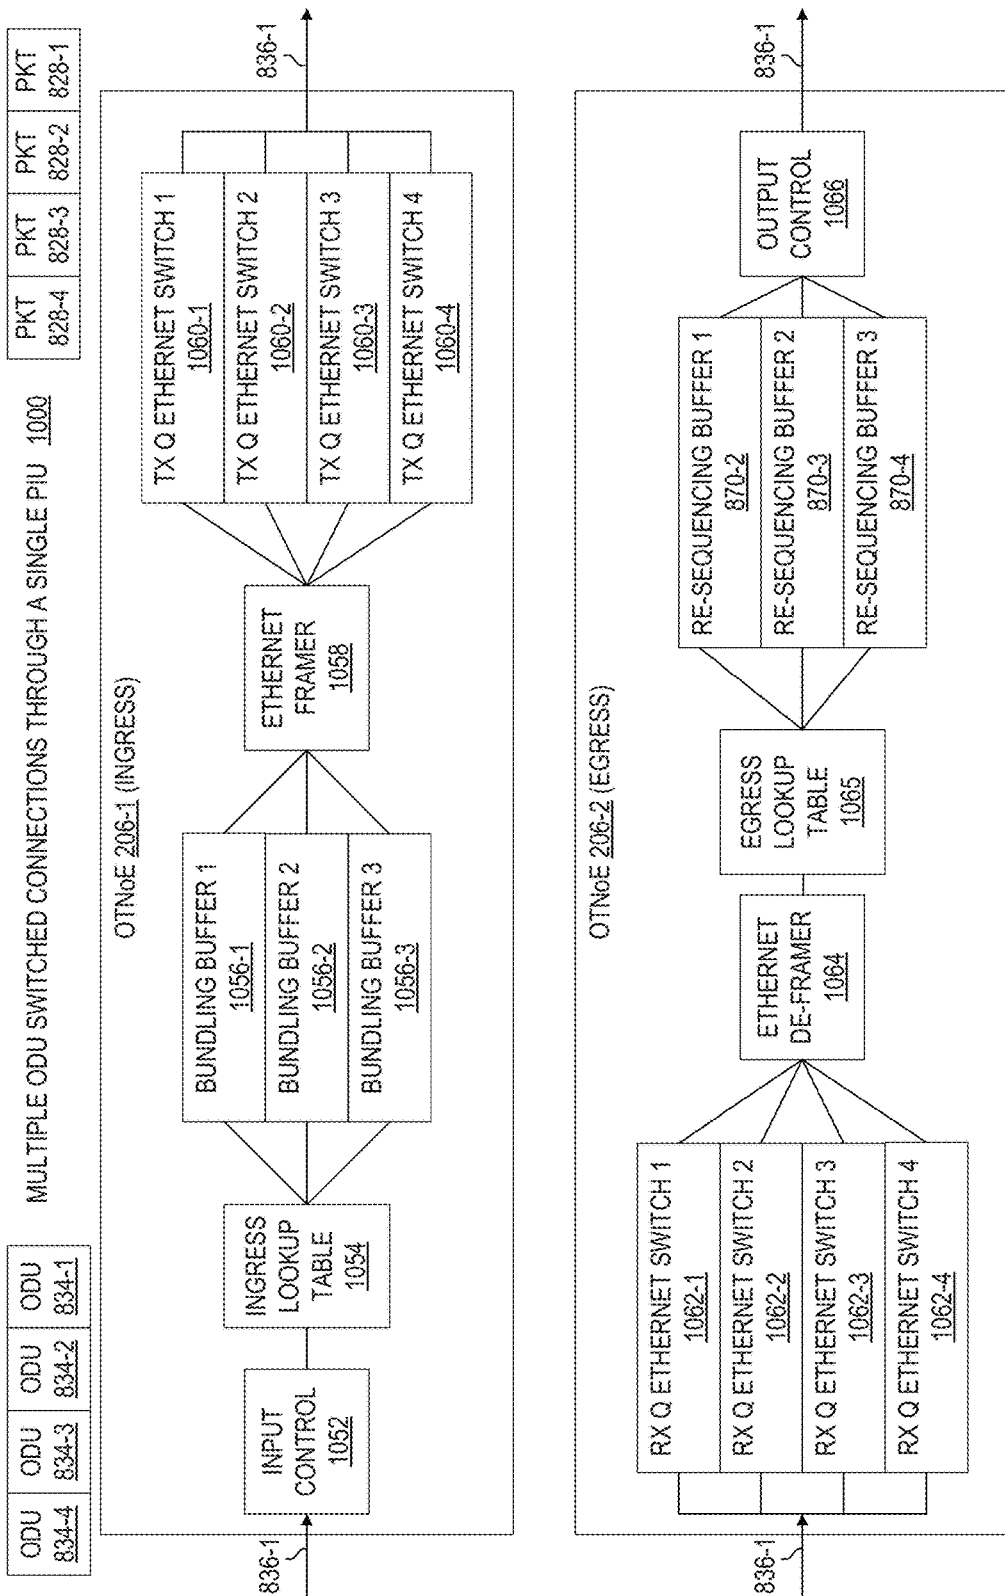 ODU
834-4
ODU
834-3
ODU
834-2
ODU
834-1
MULTIPLE ODU SWITCHED CONNECTIONS THROUGH A SINGLE PIU 1000
PKT
828-4
PKT
828-3
PKT
828-2
PKT
828-1
OTNoE 206-1 (INGRESS)
836-1
INPUT
CONTROL
1052
INGRESS
LOOKUP
TABLE
1054
BUNDLING BUFFER 1
1056-1
BUNDLING BUFFER 2
1056-2
BUNDLING BUFFER 3
1056-3
ETHERNET
FRAMER
1058
TX Q ETHERNET SWITCH 1
1060-1
TX Q ETHERNET SWITCH 2
1060-2
TX Q ETHERNET SWITCH 3
1060-3
TX Q ETHERNET SWITCH 4
1060-4
836-1
OTNoE 206-2 (EGRESS)
836-1
RX Q ETHERNET SWITCH 1
1062-1
RX Q ETHERNET SWITCH 2
1062-2
RX Q ETHERNET SWITCH 3
1062-3
RX Q ETHERNET SWITCH 4
1062-4
ETHERNET
DE-FRAMER
1064
EGRESS
LOOKUP
TABLE
1065
RE-SEQUENCING BUFFER 1
870-2
RE-SEQUENCING BUFFER 2
870-3
RE-SEQUENCING BUFFER 3
870-4
OUTPUT
CONTROL
1066
836-1